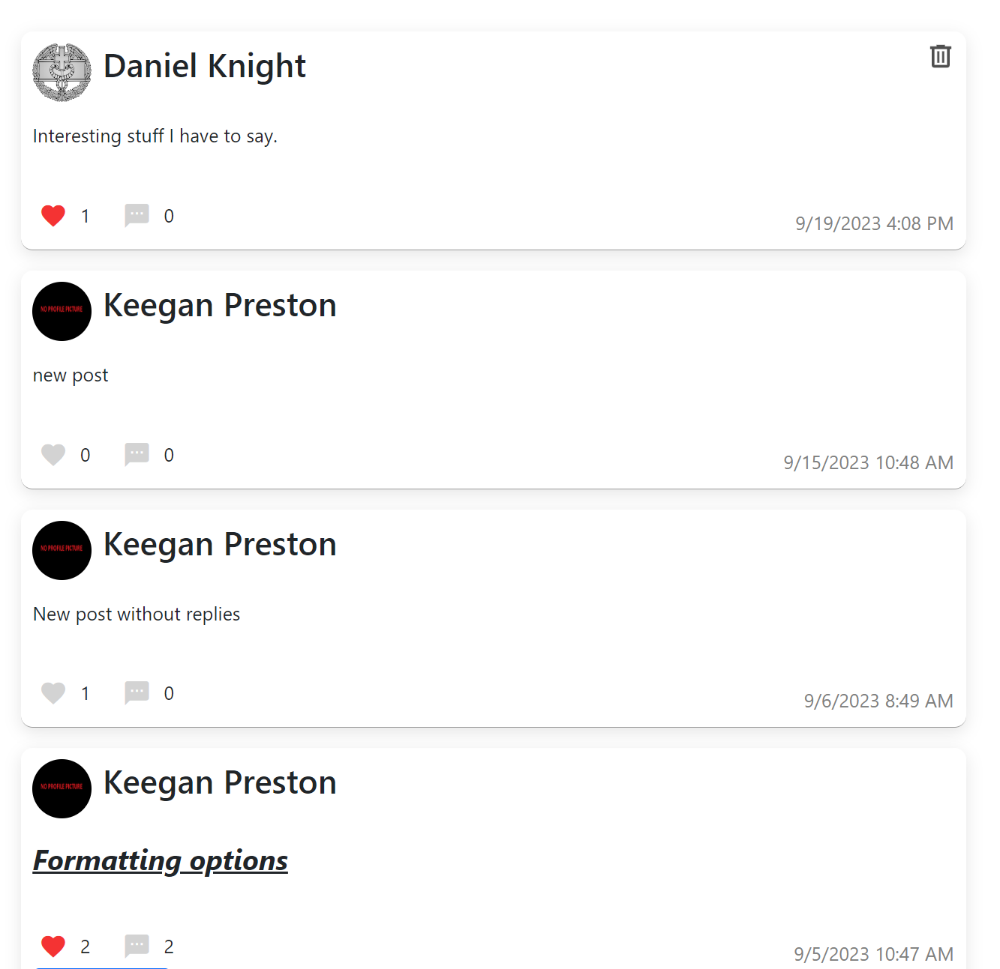 Daniel Knight
Interesting stuff I have to say.
1 0
9/19/2023 4:08 PM
NO PROFILE PICTURE
Keegan Preston
new post
0 0
9/15/2023 10:48 AM
NO PROFILE PICTURE
Keegan Preston
New post without replies
1 0
9/6/2023 8:49 AM
NO PROFILE PICTURE
Keegan Preston
Formatting options
2 2
9/5/2023 10:47 AM